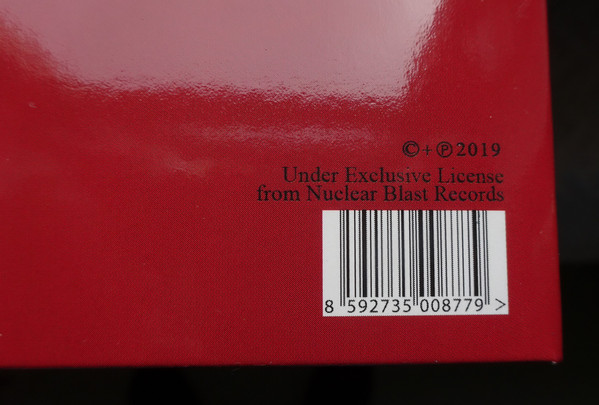 ©+℗2019
Under Exclusive License
from Nuclear Blast Records
8 592735 008779 >